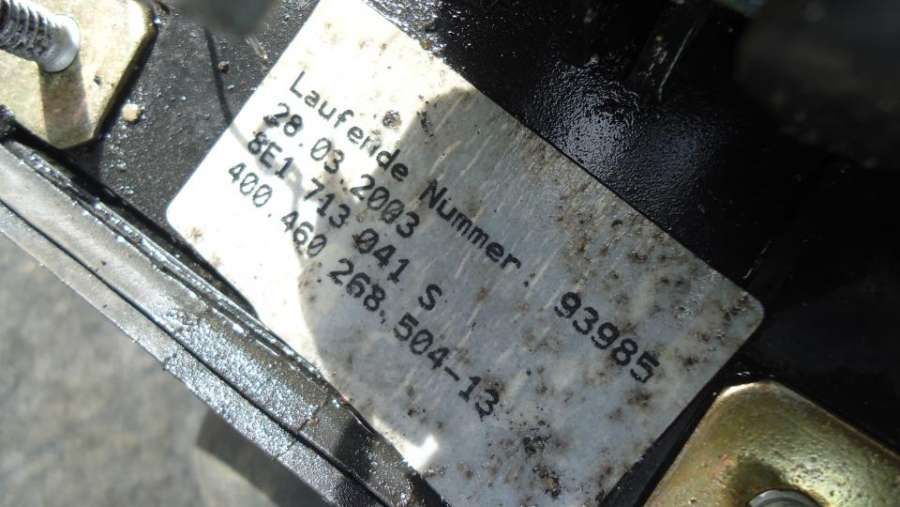 Laufende Nummer. 93985
28.03.2003
8E1 713 041 S
400.460.268.504-13